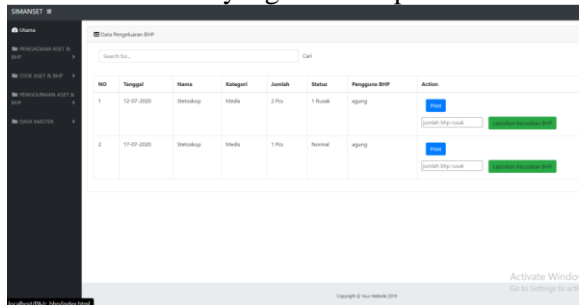 SIMANSET
Utama
PENGADAAN ASET &
BHP
STOK ASET & BHP
PENGGUNAAN ASET &
BHP
DATA MASTER
Data Pengeluaran BHP
Search for...
Cari
NO Tanggal Nama Kategori Jumlah Status Pengguna BHP Action
1 12-07-2020 Stetoskop Medis 2 Pcs 1 Rusak agung Print
jumlah bhp rusak Laporkan Kerusakan BHP
2 17-07-2020 Stetoskop Medis 1 Pcs Normal agung Print
jumlah bhp rusak Laporkan Kerusakan BHP
Activate Windo
Go to Settings to acti
Copyright © Your Website 2019